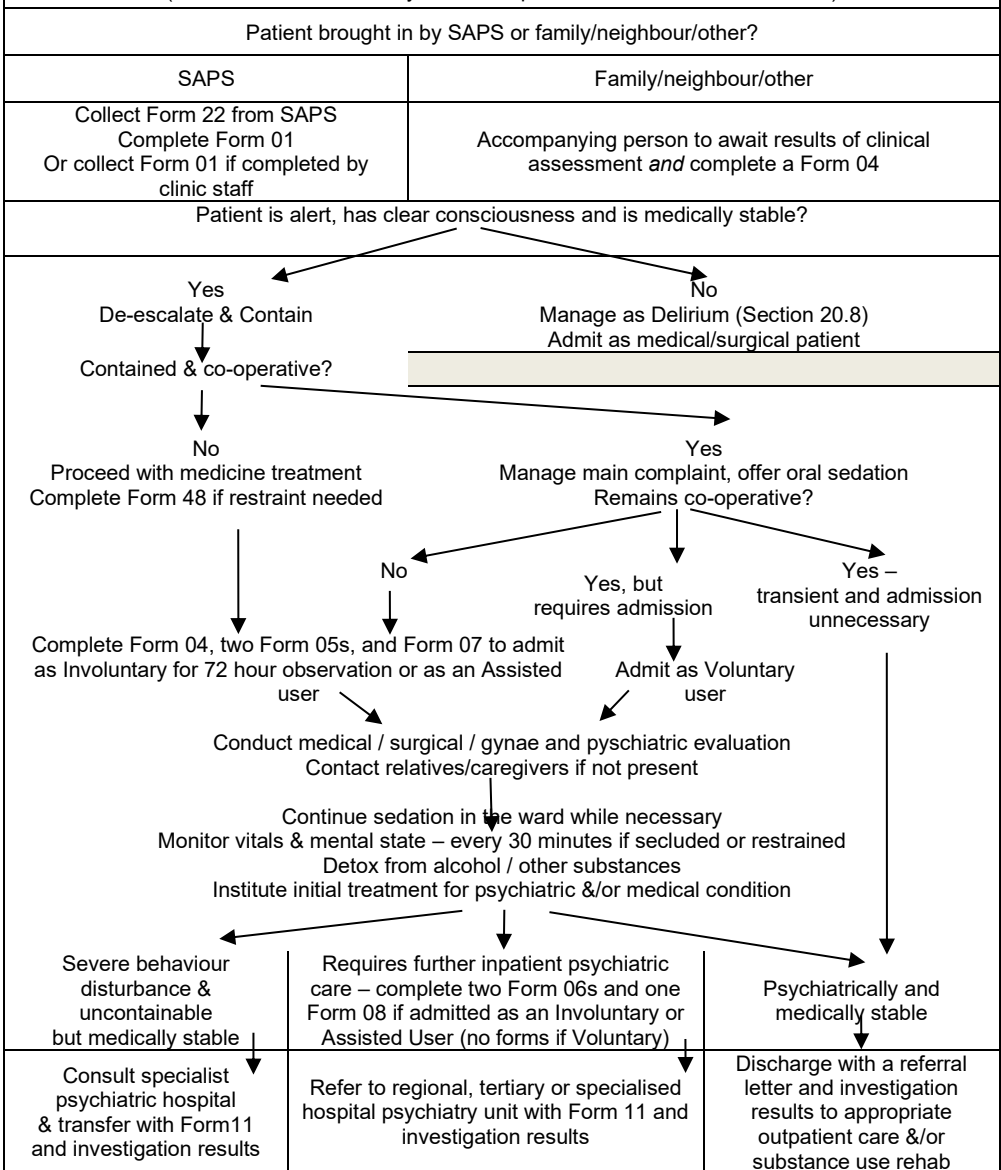 Patient brought in by SAPS or family/neighbour/other?
SAPS
Family/neighbour/other
Collect Form 22 from SAPS
Complete Form 01
Or collect Form 01 if completed by
clinic staff
Accompanying person to await results of clinical
assessment and complete a Form 04
Patient is alert, has clear consciousness and is medically stable?
Yes
De-escalate & Contain
No
Manage as Delirium (Section 20.8)
Admit as medical/surgical patient
Contained & co-operative?
No
Proceed with medicine treatment
Complete Form 48 if restraint needed
Yes
Manage main complaint, offer oral sedation
Remains co-operative?
No
Yes, but
requires admission
Yes –
transient and admission
unnecessary
Complete Form 04, two Form 05s, and Form 07 to admit
as Involuntary for 72 hour observation or as an Assisted
user
Admit as Voluntary
user
Conduct medical / surgical / gynae and pyschiatric evaluation
Contact relatives/caregivers if not present
Continue sedation in the ward while necessary
Monitor vitals & mental state – every 30 minutes if secluded or restrained
Detox from alcohol / other substances
Institute initial treatment for psychiatric &/or medical condition
Severe behaviour
disturbance &
uncontainable
but medically stable
Requires further inpatient psychiatric
care – complete two Form 06s and one
Form 08 if admitted as an Involuntary or
Assisted User (no forms if Voluntary)
Psychiatrically and
medically stable
Consult specialist
psychiatric hospital
& transfer with Form11
and investigation results
Refer to regional, tertiary or specialised
hospital psychiatry unit with Form 11 and
investigation results
Discharge with a referral
letter and investigation
results to appropriate
outpatient care &/or
substance use rehab